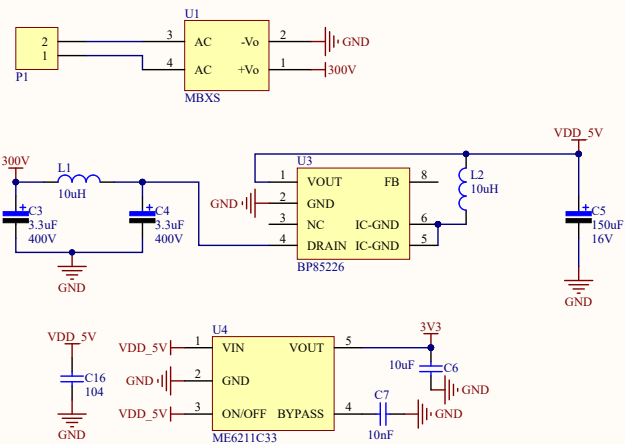 U1
2
1
P1
3 AC -Vo 2 GND
4 AC +Vo 1 300V
MBXS
VDD_5V
300V L1 U3 L2
10uH 10uH
1 VOUT FB 8
GND 2 GND
3 NC IC-GND 6
4 DRAIN IC-GND 5
BP85226
C3
3.3uF
400V
C4
3.3uF
400V
C5
150uF
16V
GND
GND
U4
VDD_5V
C16
104
GND
VDD_5V 1 VIN VOUT 5 3V3
GND 2 GND
VDD_5V 3 ON/OFF BYPASS 4
ME6211C33
10uF C6
GND
C7
10nF
GND